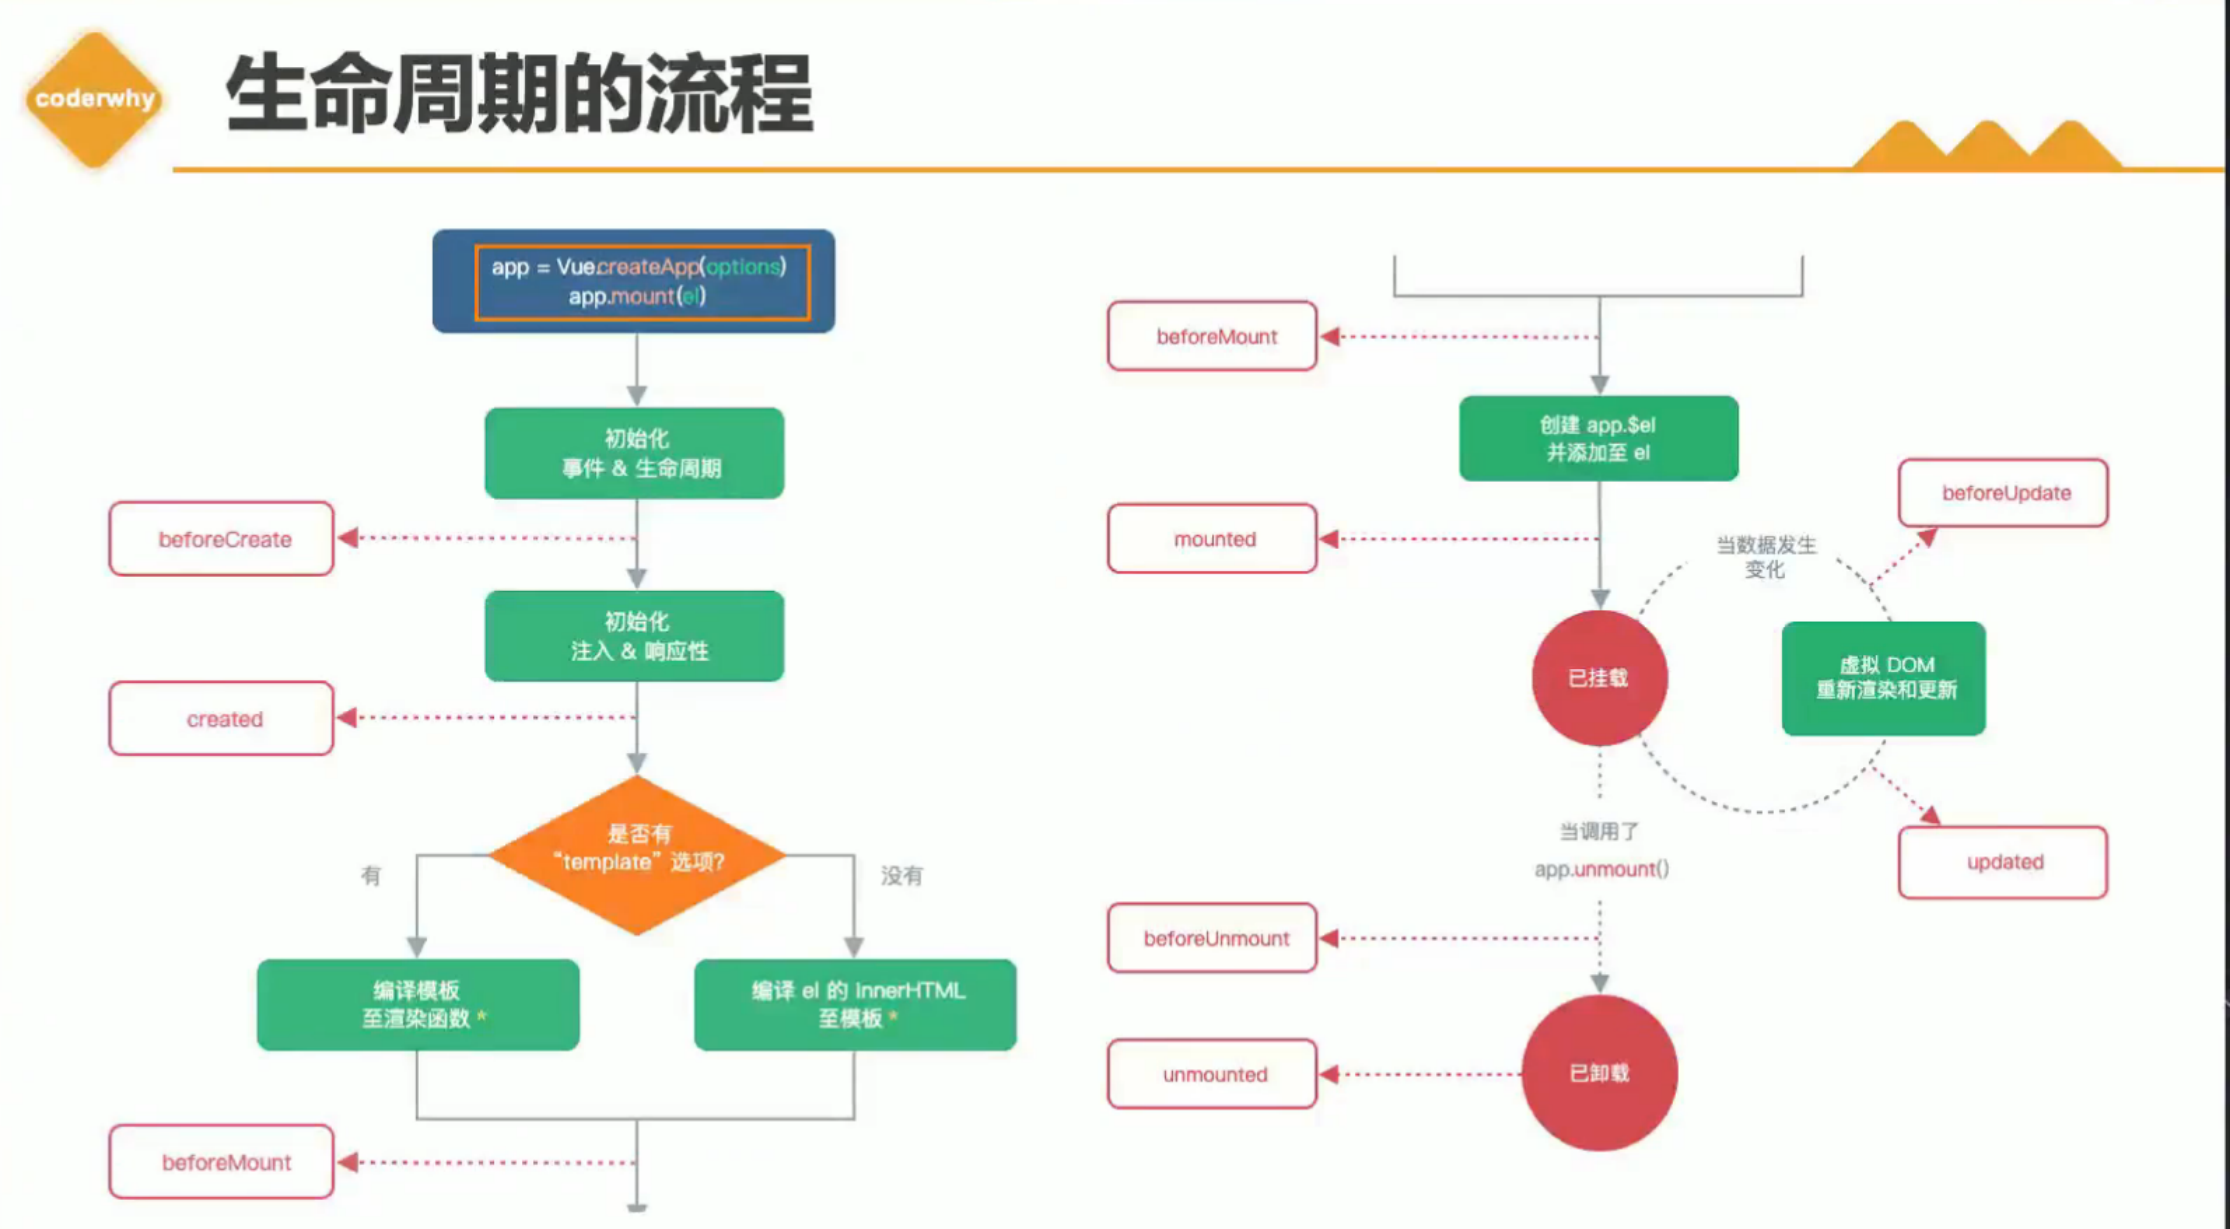 coderwhy
生命周期的流程
app = Vue.createApp(options)
app.mount(el)
初始化
事件 & 生命周期
beforeCreate
初始化
注入 & 响应性
created
是否有
“template” 选项?
有
没有
编译模板
至渲染函数 *
编译 el 的 innerHTML
至模板 *
beforeMount
beforeMount
创建 app.$el
并添加至 el
mounted
beforeUpdate
当数据发生
变化
已挂载
虚拟 DOM
重新渲染和更新
updated
当调用了
app.unmount()
beforeUnmount
已卸载
unmounted